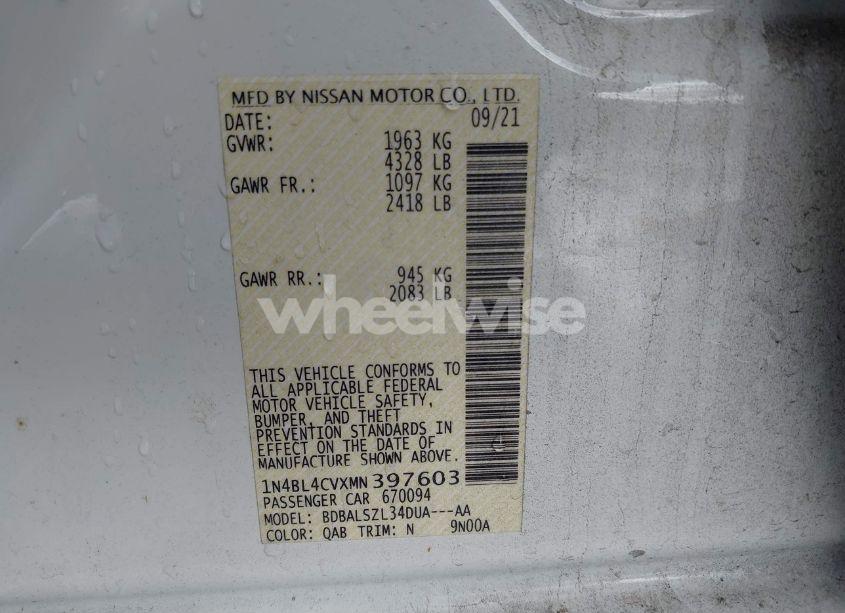 MFD BY NISSAN MOTOR CO., LTD.
DATE: 09/21
GVWR: 1963 KG
4328 LB
GAWR FR.: 1097 KG
2418 LB
GAWR RR.: 945 KG
2083 LB
wheelwise
THIS VEHICLE CONFORMS TO
ALL APPLICABLE FEDERAL
MOTOR VEHICLE SAFETY,
BUMPER, AND THEFT
PREVENTION STANDARDS IN
EFFECT ON THE DATE OF
MANUFACTURE SHOWN ABOVE.
1N4BL4CVXMN397603
PASSENGER CAR 670094
MODEL: BDBALSZL34DUA---AA
COLOR: QAB TRIM: N 9N00A